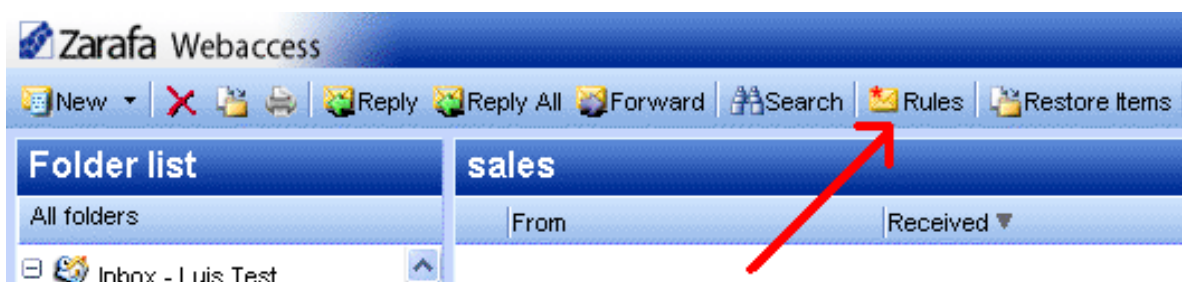 Zarafa Webaccess
New Reply Reply All Forward Search Rules Restore Items
Folder list sales
All folders From Received
Inbox - Luis Test